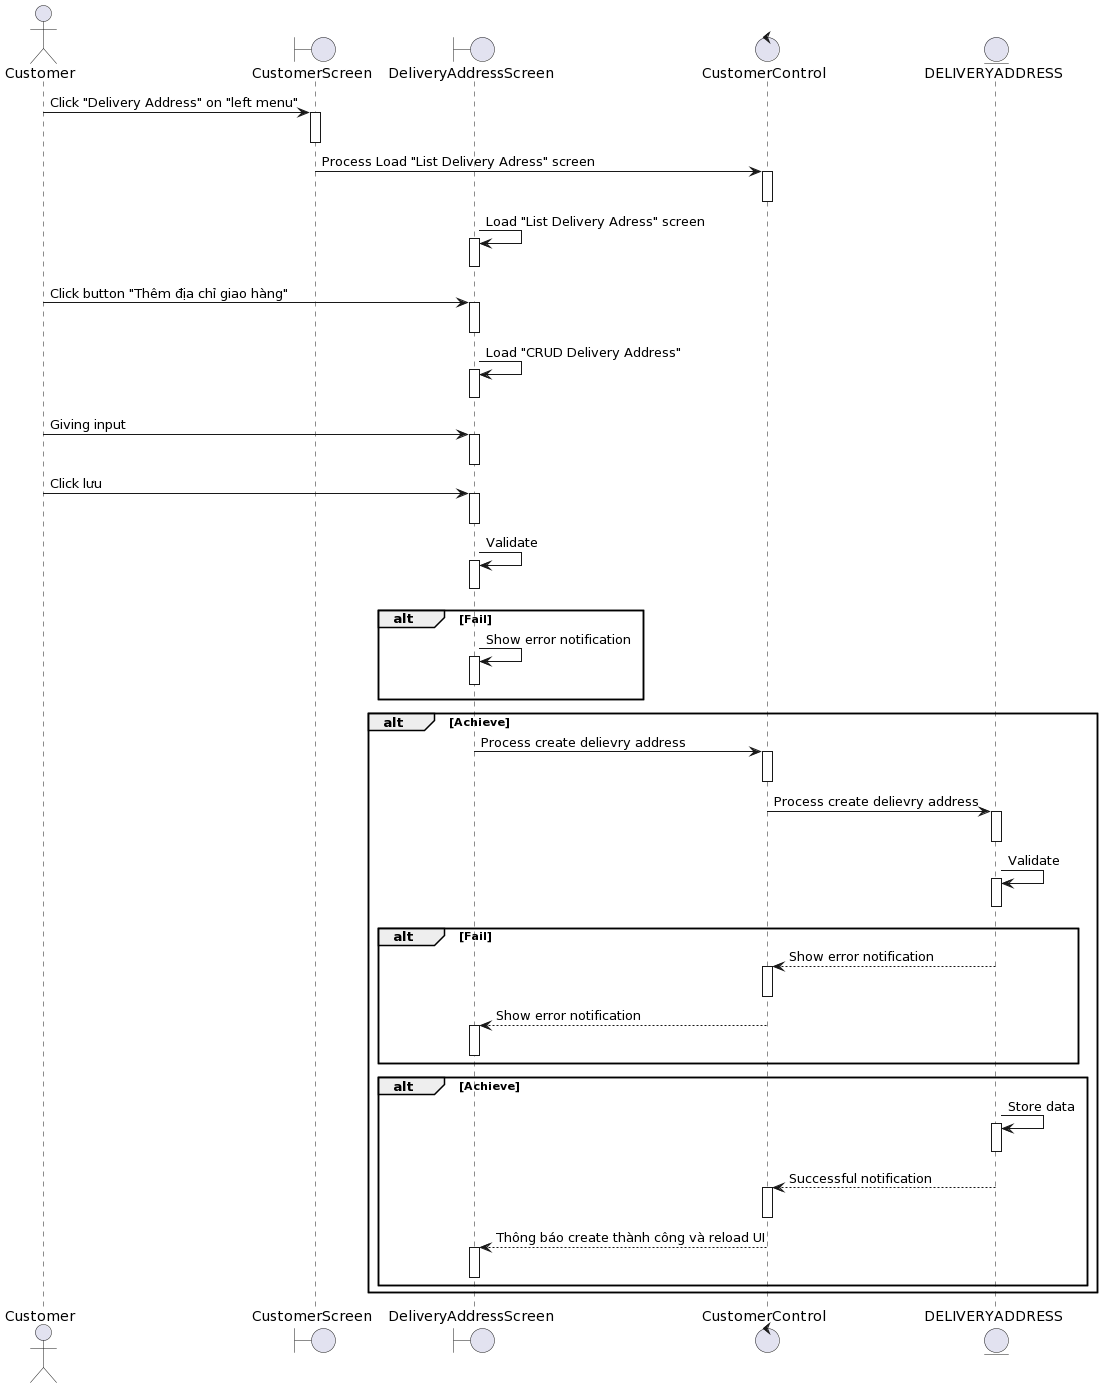 Customer
CustomerScreen
DeliveryAddressScreen
CustomerControl
DELIVERYADDRESS
Click "Delivery Address" on "left menu"
Process Load "List Delivery Adress" screen
Load "List Delivery Adress" screen
Click button "Thêm địa chỉ giao hàng"
Load "CRUD Delivery Address"
Giving input
Click lưu
Validate
alt [Fail]
Show error notification
alt [Achieve]
Process create delievry address
Process create delievry address
Validate
alt [Fail]
Show error notification
Show error notification
alt [Achieve]
Store data
Successful notification
Thông báo create thành công và reload UI
Customer
CustomerScreen
DeliveryAddressScreen
CustomerControl
DELIVERYADDRESS